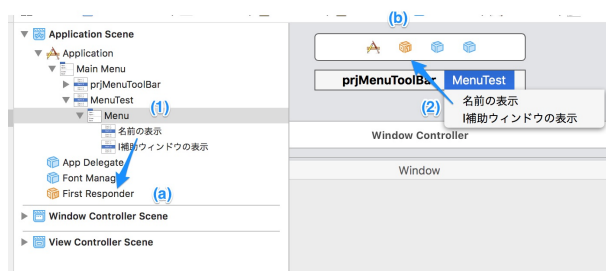 Application Scene
Application
Main Menu
prjMenuToolBar
MenuTest
(1)
Menu
名前の表示
I補助ウィンドウの表示
App Delegate
Font Manag
First Responder
(a)
Window Controller Scene
View Controller Scene
(b)
prjMenuToolBar MenuTest
(2)
名前の表示
I補助ウィンドウの表示
Window Controller
Window